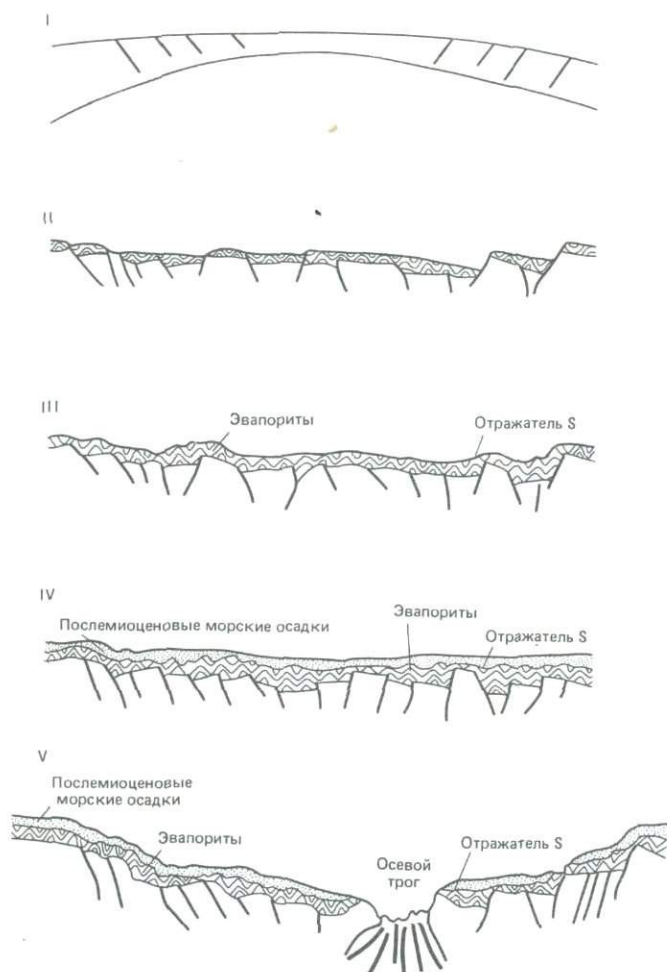 I
II
III
Эвапориты
Отражатель S
IV
Послемиоценовые морские осадки
Эвапориты
Отражатель S
V
Послемиоценовые
морские осадки
Эвапориты
Осевой
трог
Отражатель S